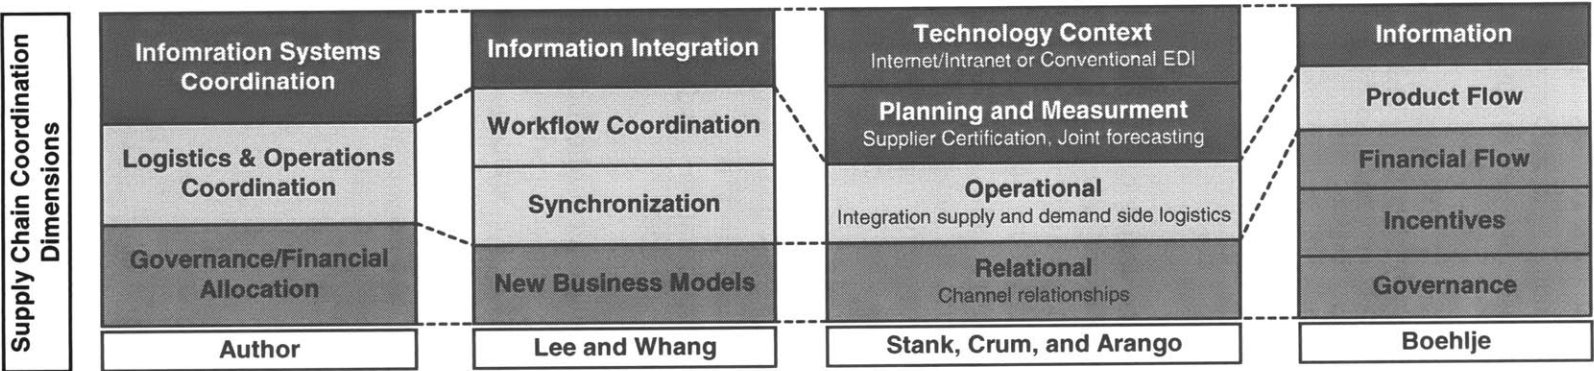 Supply Chain Coordination
Dimensions
Infomration Systems
Coordination
Logistics & Operations
Coordination
Governance/Financial
Allocation
Author
Information Integration
Workflow Coordination
Synchronization
New Business Models
Lee and Whang
Technology Context
Internet/Intranet or Conventional EDI
Planning and Measurment
Supplier Certification, Joint forecasting
Operational
Integration supply and demand side logistics
Relational
Channel relationships
Stank, Crum, and Arango
Information
Product Flow
Financial Flow
Incentives
Governance
Boehlje